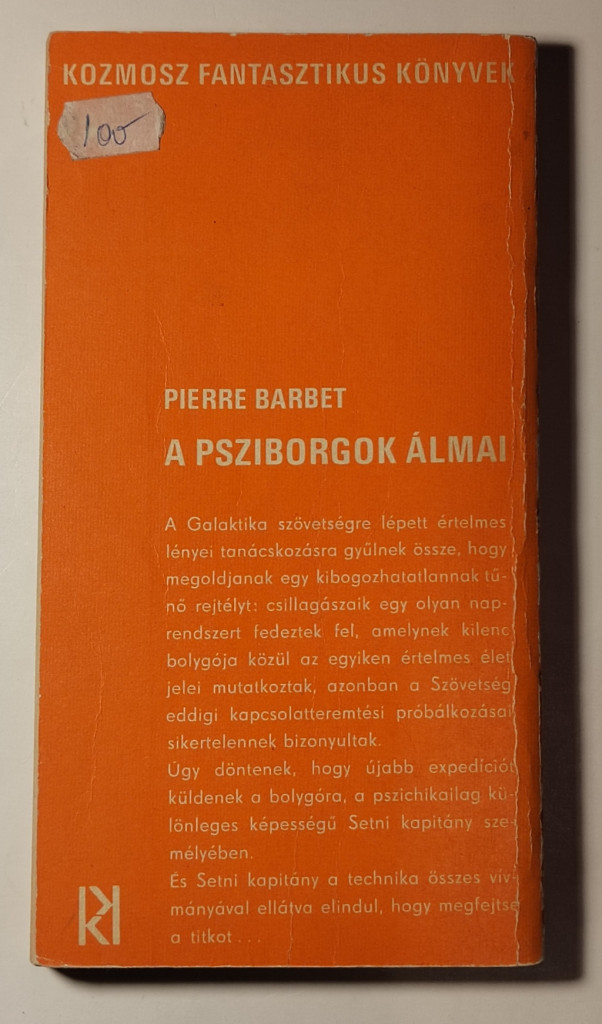 KOZMOSZ FANTASZTIKUS KÖNYVEK
100
PIERRE BARBET
A PSZIBORGOK ÁLMAI
A Galaktika szövetségre lépett értelmes
lényei tanácskozásra gyűlnek össze, hogy
megoldjanak egy kibogozhatatlannak tű-
nő rejtélyt: csillagászaik egy olyan nap-
rendszert fedeztek fel, amelynek kilenc
bolygója közül az egyiken értelmes élet
jelei mutatkoztak, azonban a Szövetség
eddigi kapcsolatteremtési próbálkozásai
sikertelennek bizonyultak.
Úgy döntenek, hogy újabb expedíciót
küldenek a bolygóra, a pszichikailag kü-
lönleges képességű Setni kapitány sze-
mélyében.
És Setni kapitány a technika összes vív-
mányával ellátva elindul, hogy megfejtse
a titkot...